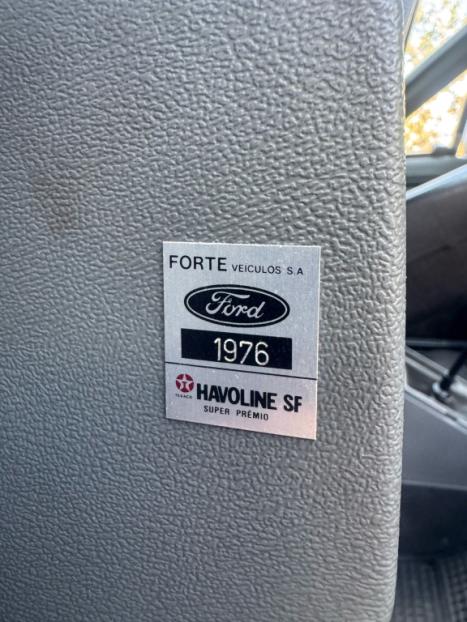 FORTE VEICULOS S.A
Ford
1976
TEXACO
HAVOLINE SF
SUPER PRÊMIO